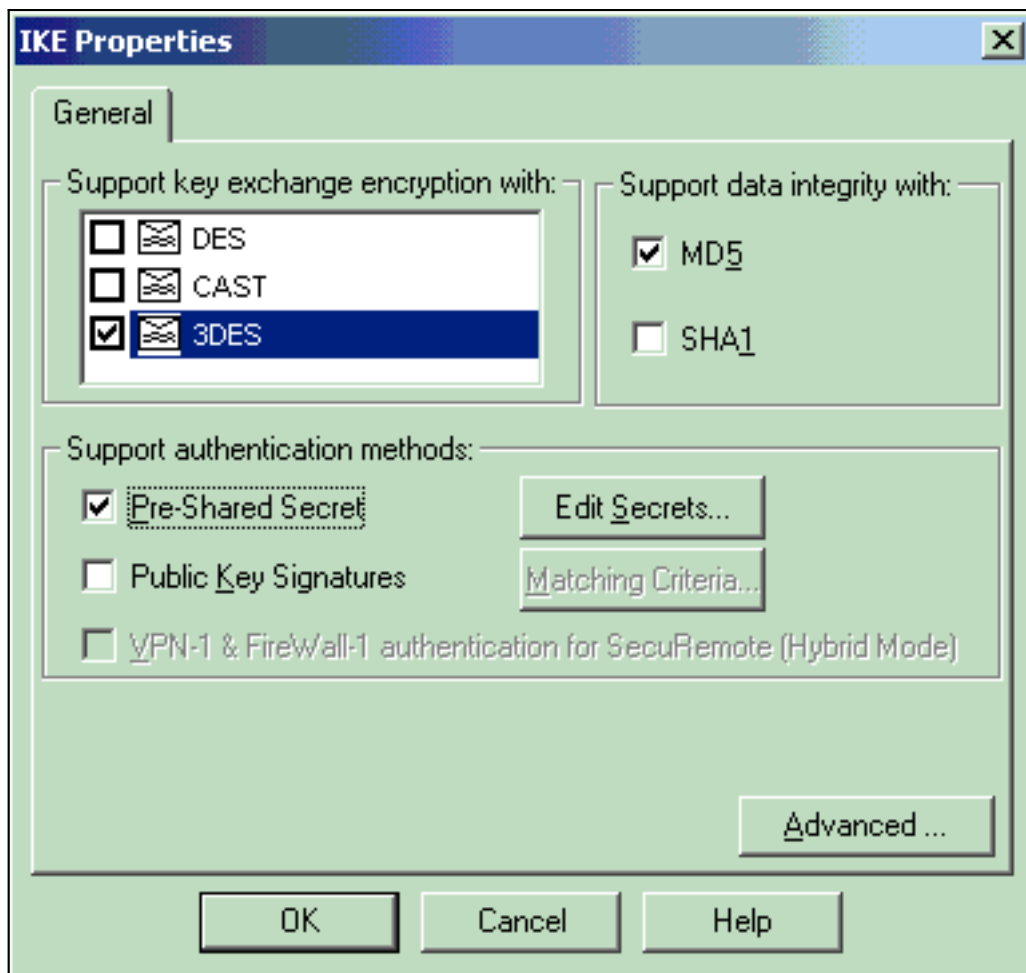 IKE Properties
General
Support key exchange encryption with:
DES
CAST
3DES
Support data integrity with:
MD5
SHA1
Support authentication methods:
Pre-Shared Secret
Edit Secrets...
Public Key Signatures
Matching Criteria...
VPN-1 & FireWall-1 authentication for SecuRemote (Hybrid Mode)
Advanced ...
OK
Cancel
Help